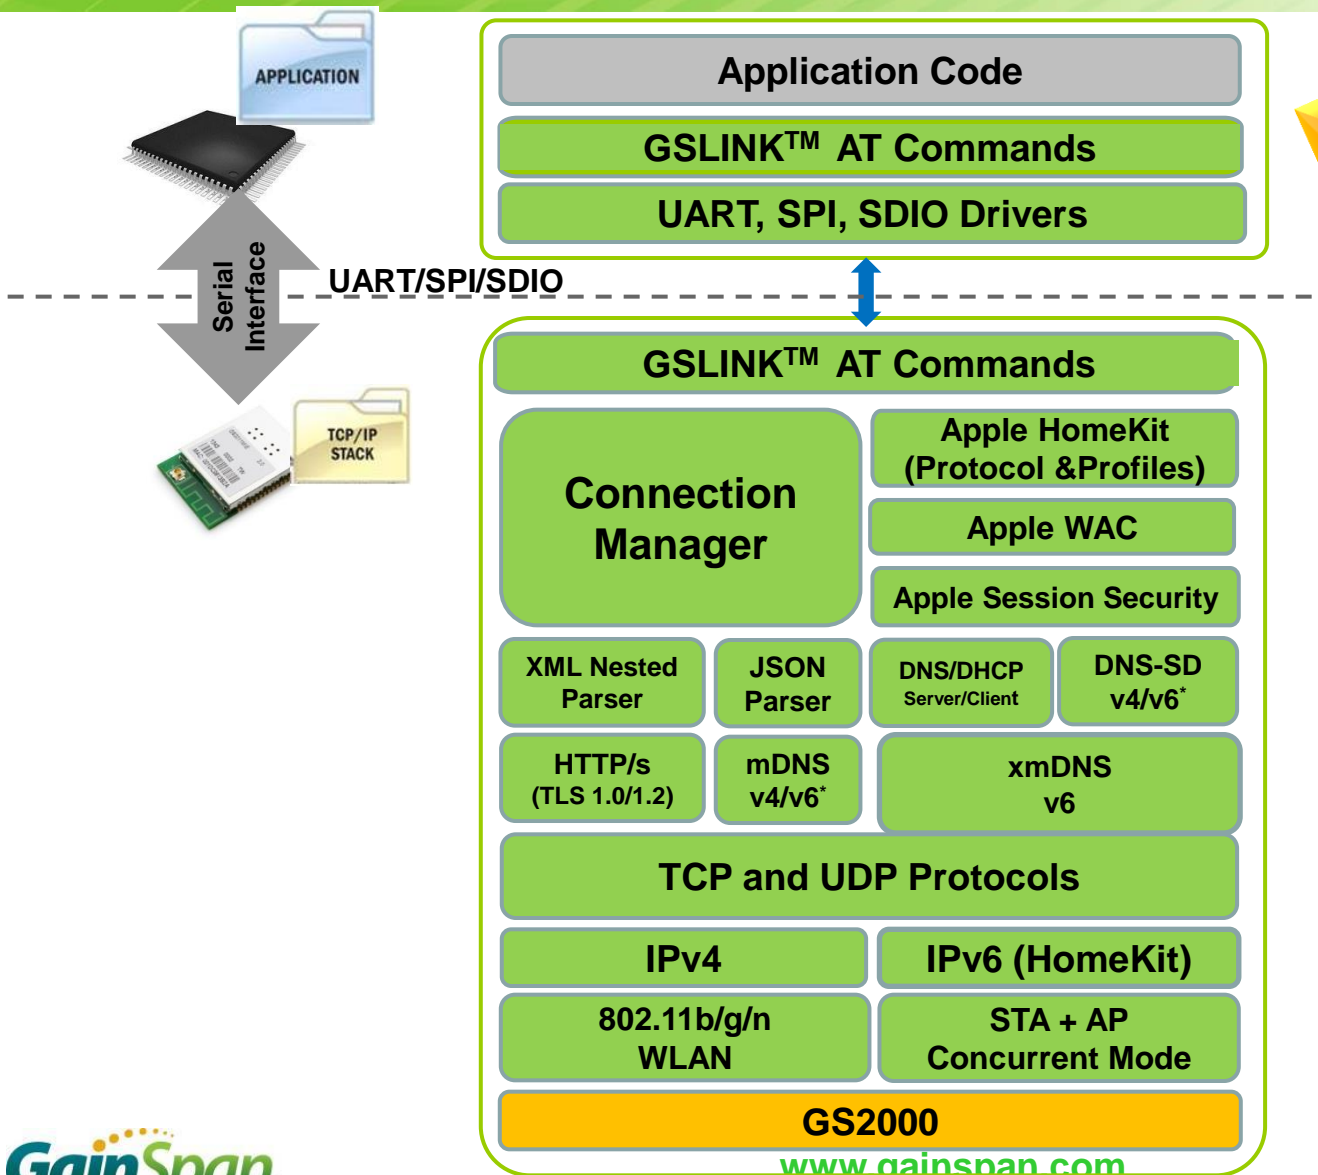 APPLICATION
Application Code
GSLINK™ AT Commands
UART, SPI, SDIO Drivers
Serial
Interface
UART/SPI/SDIO
GSLINK™ AT Commands
TCP/IP
STACK
Connection
Manager
Apple HomeKit
(Protocol &Profiles)
Apple WAC
Apple Session Security
XML Nested
Parser
JSON
Parser
DNS/DHCP
Server/Client
DNS-SD
v4/v6*
HTTP/s
(TLS 1.0/1.2)
mDNS
v4/v6*
xmDNS
v6
TCP and UDP Protocols
IPv4
IPv6 (HomeKit)
802.11b/g/n
WLAN
STA + AP
Concurrent Mode
GS2000
GainSpan
www.gainspan.com